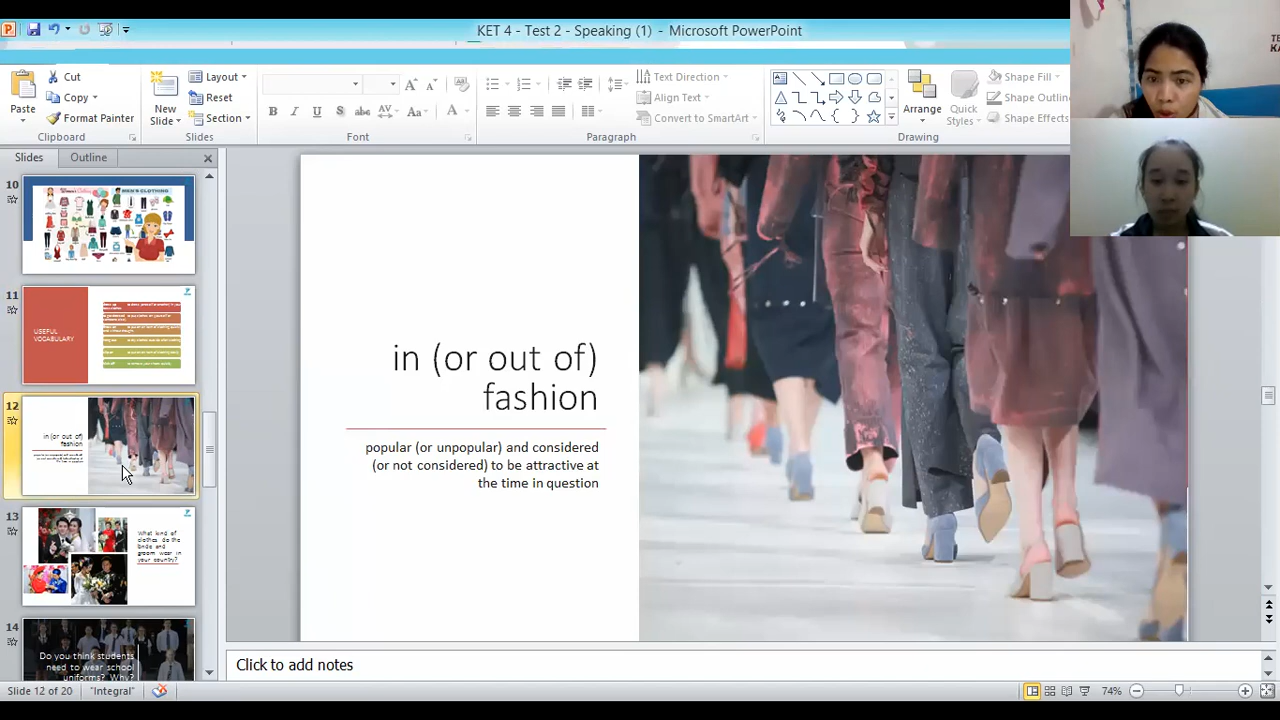 KET 4 - Test 2 - Speaking (1) - Microsoft PowerPoint
Paste
Cut
Copy
Format Painter
Clipboard
New
Slide
Layout
Reset
Section
Slides
Font
Text Direction
Align Text
Convert to SmartArt
Paragraph
Arrange
Quick
Styles
Shape Fill
Shape Outline
Shape Effects
Drawing
Slides
Outline
10
11
USEFUL
VOCABULARY
12
in (or out of)
fashion
13
What kind of
clothes do the
bride and
groom wear in
your country?
14
Do you think students
need to wear school
uniforms? Why?
in (or out of)
fashion
popular (or unpopular) and considered
(or not considered) to be attractive at
the time in question
Click to add notes
Slide 12 of 20
"Integral"
74%